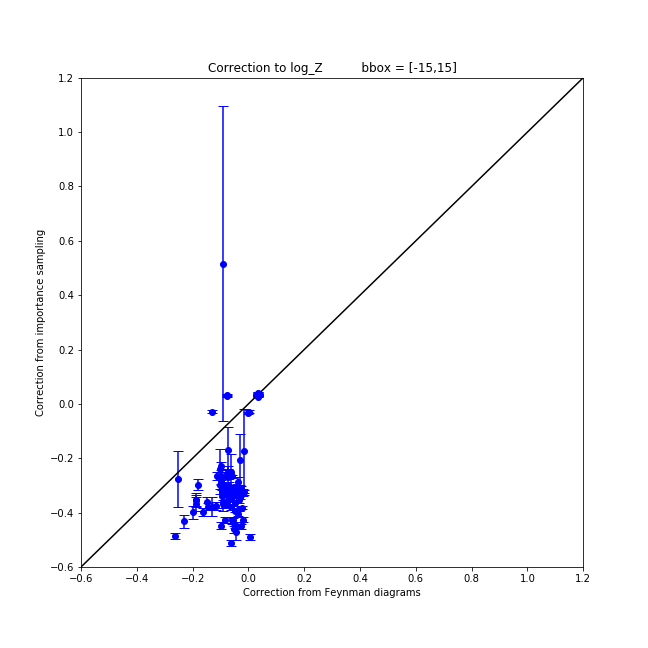 Correction to log_Z bbox = [-15,15]
1.2
1.0
0.8
0.6
0.4
0.2
0.0
−0.2
−0.4
−0.6
Correction from importance sampling
−0.6 −0.4 −0.2 0.0 0.2 0.4 0.6 0.8 1.0 1.2
Correction from Feynman diagrams